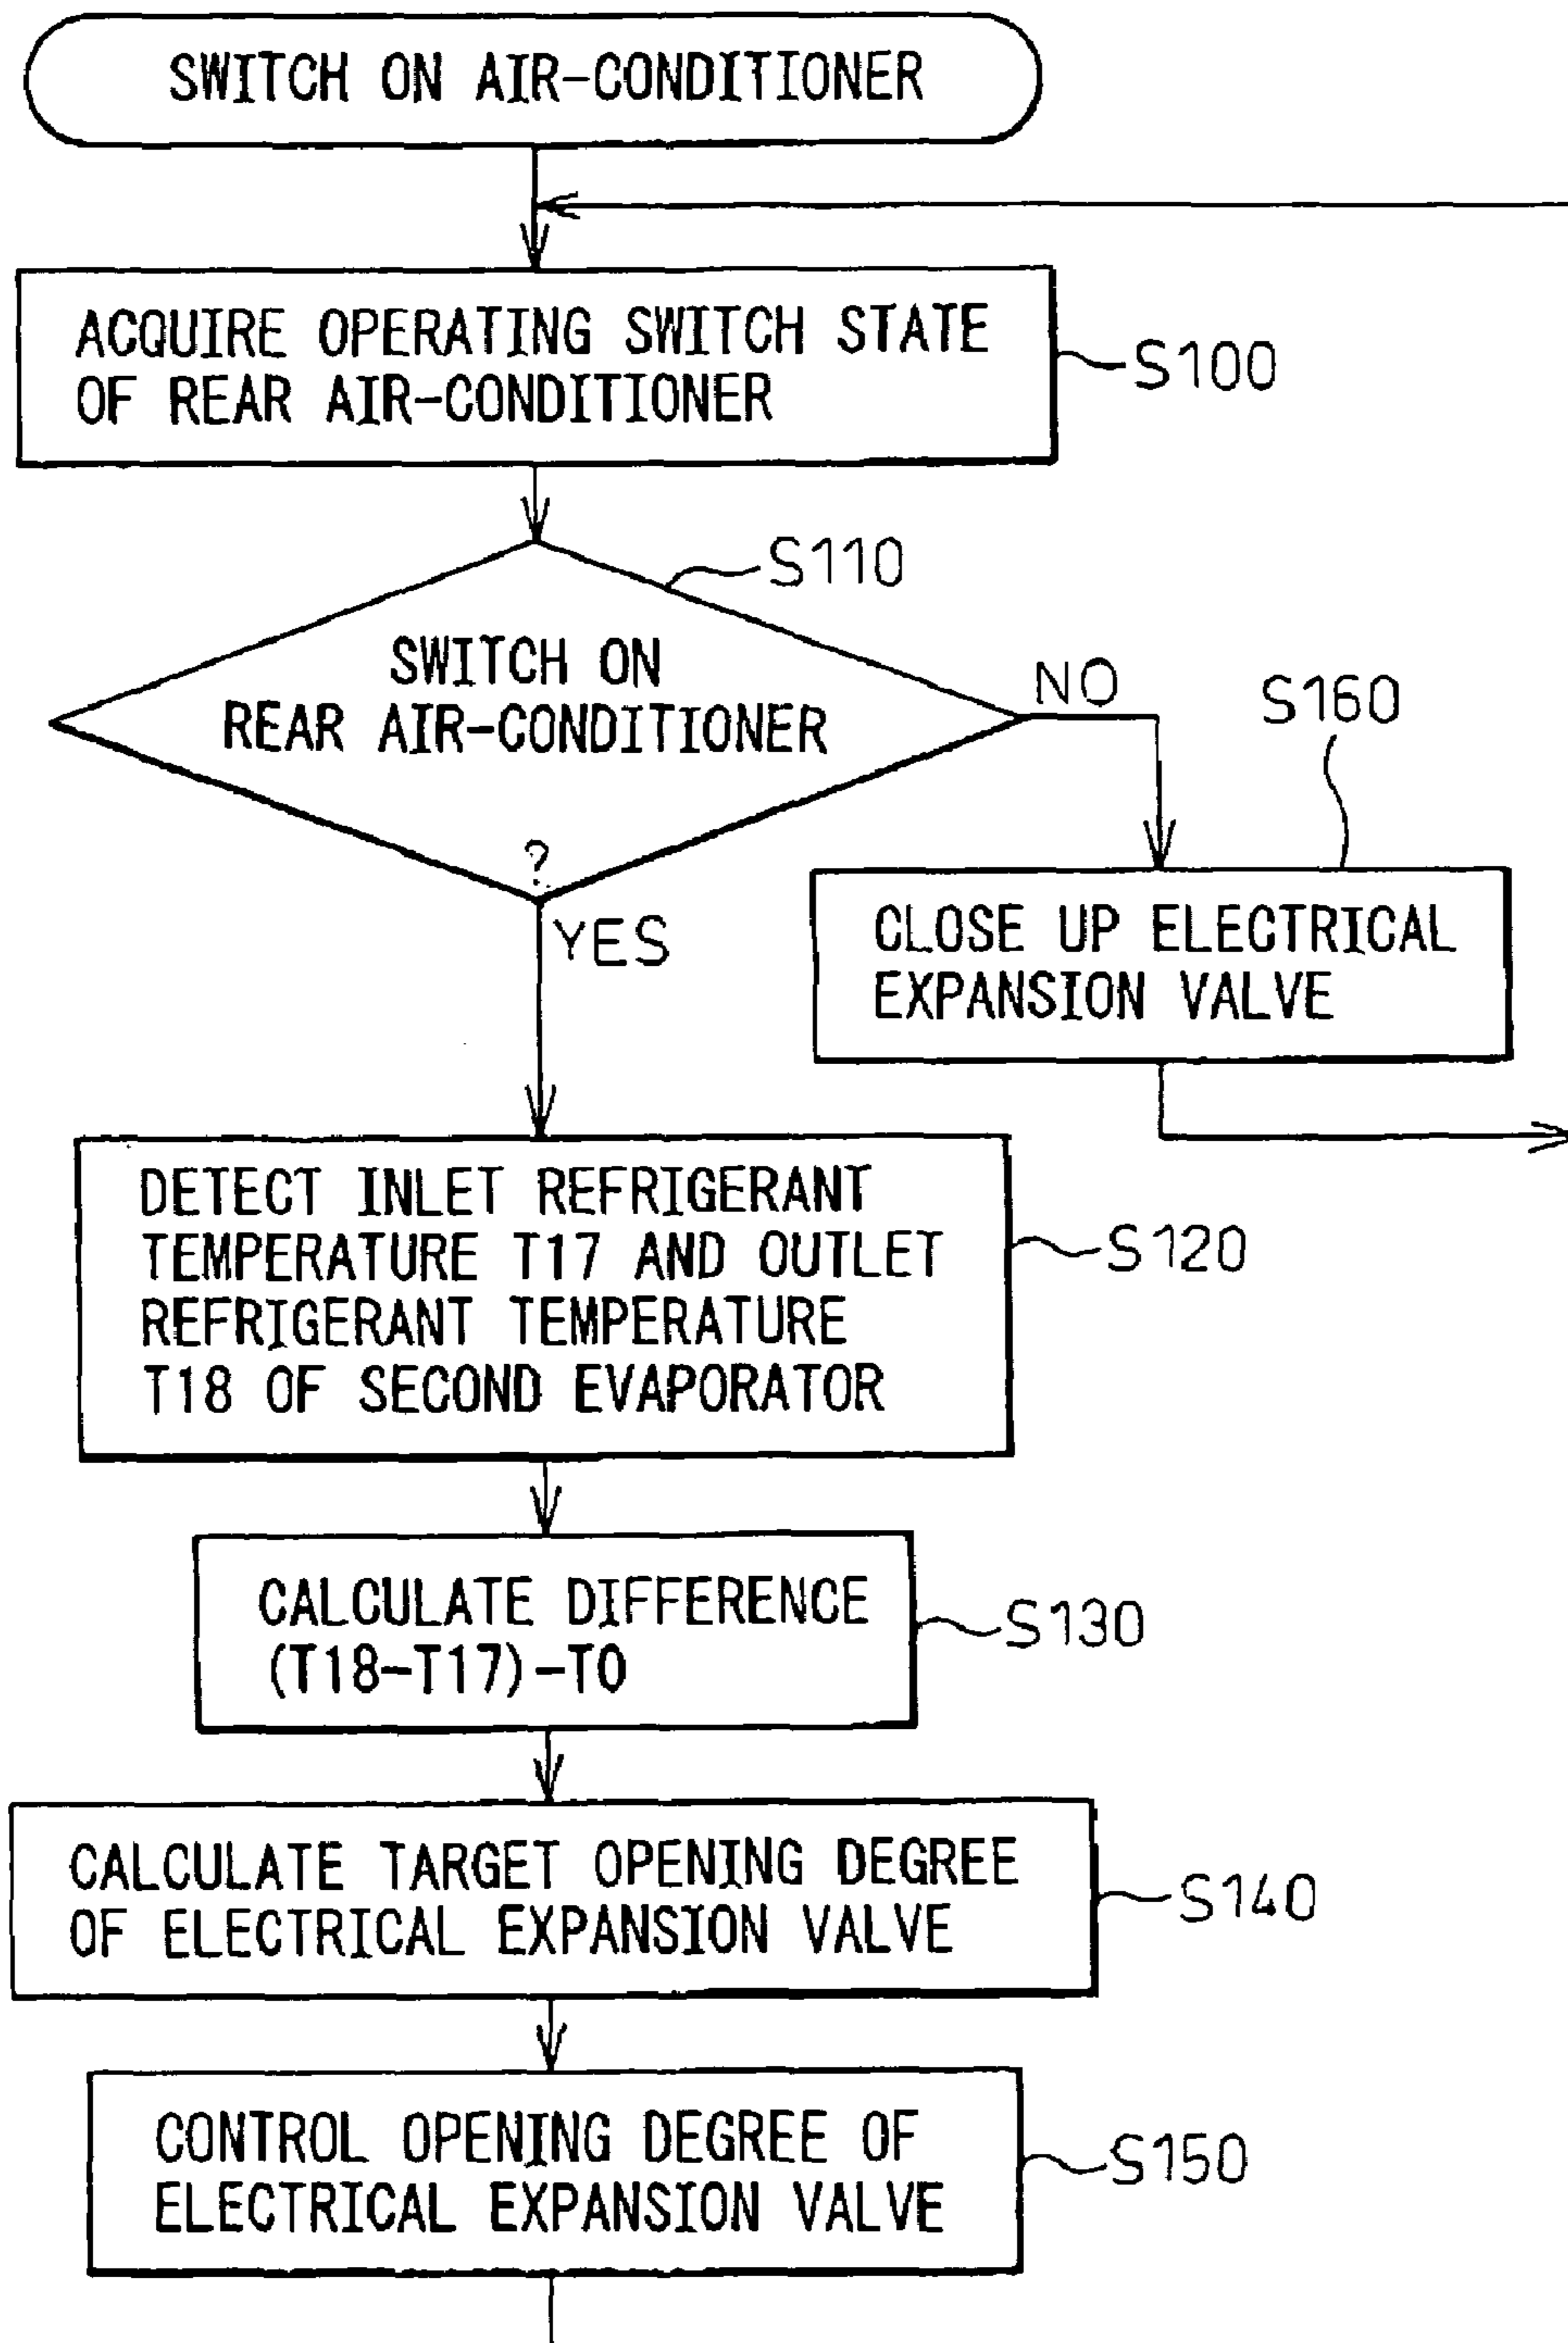 SWITCH ON AIR-CONDITIONER
ACQUIRE OPERATING SWITCH STATE
OF REAR AIR-CONDITIONER
S100
S110
SWITCH ON
REAR AIR-CONDITIONER
?
NO
YES
S160
CLOSE UP ELECTRICAL
EXPANSION VALVE
DETECT INLET REFRIGERANT
TEMPERATURE T17 AND OUTLET
REFRIGERANT TEMPERATURE
T18 OF SECOND EVAPORATOR
S120
CALCULATE DIFFERENCE
(T18-T17)-TO
S130
CALCULATE TARGET OPENING DEGREE
OF ELECTRICAL EXPANSION VALVE
S140
CONTROL OPENING DEGREE OF
ELECTRICAL EXPANSION VALVE
S150